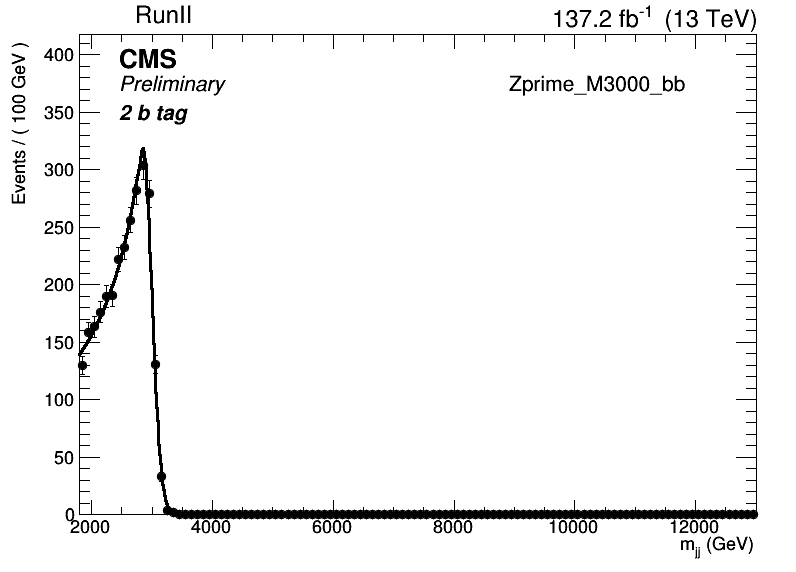 RunII
137.2 fb-1 (13 TeV)
CMS
Preliminary
2 b tag
Zprime_M3000_bb
Events / ( 100 GeV )
400
350
300
250
200
150
100
50
0
2000 4000 6000 8000 10000 12000
mjj (GeV)